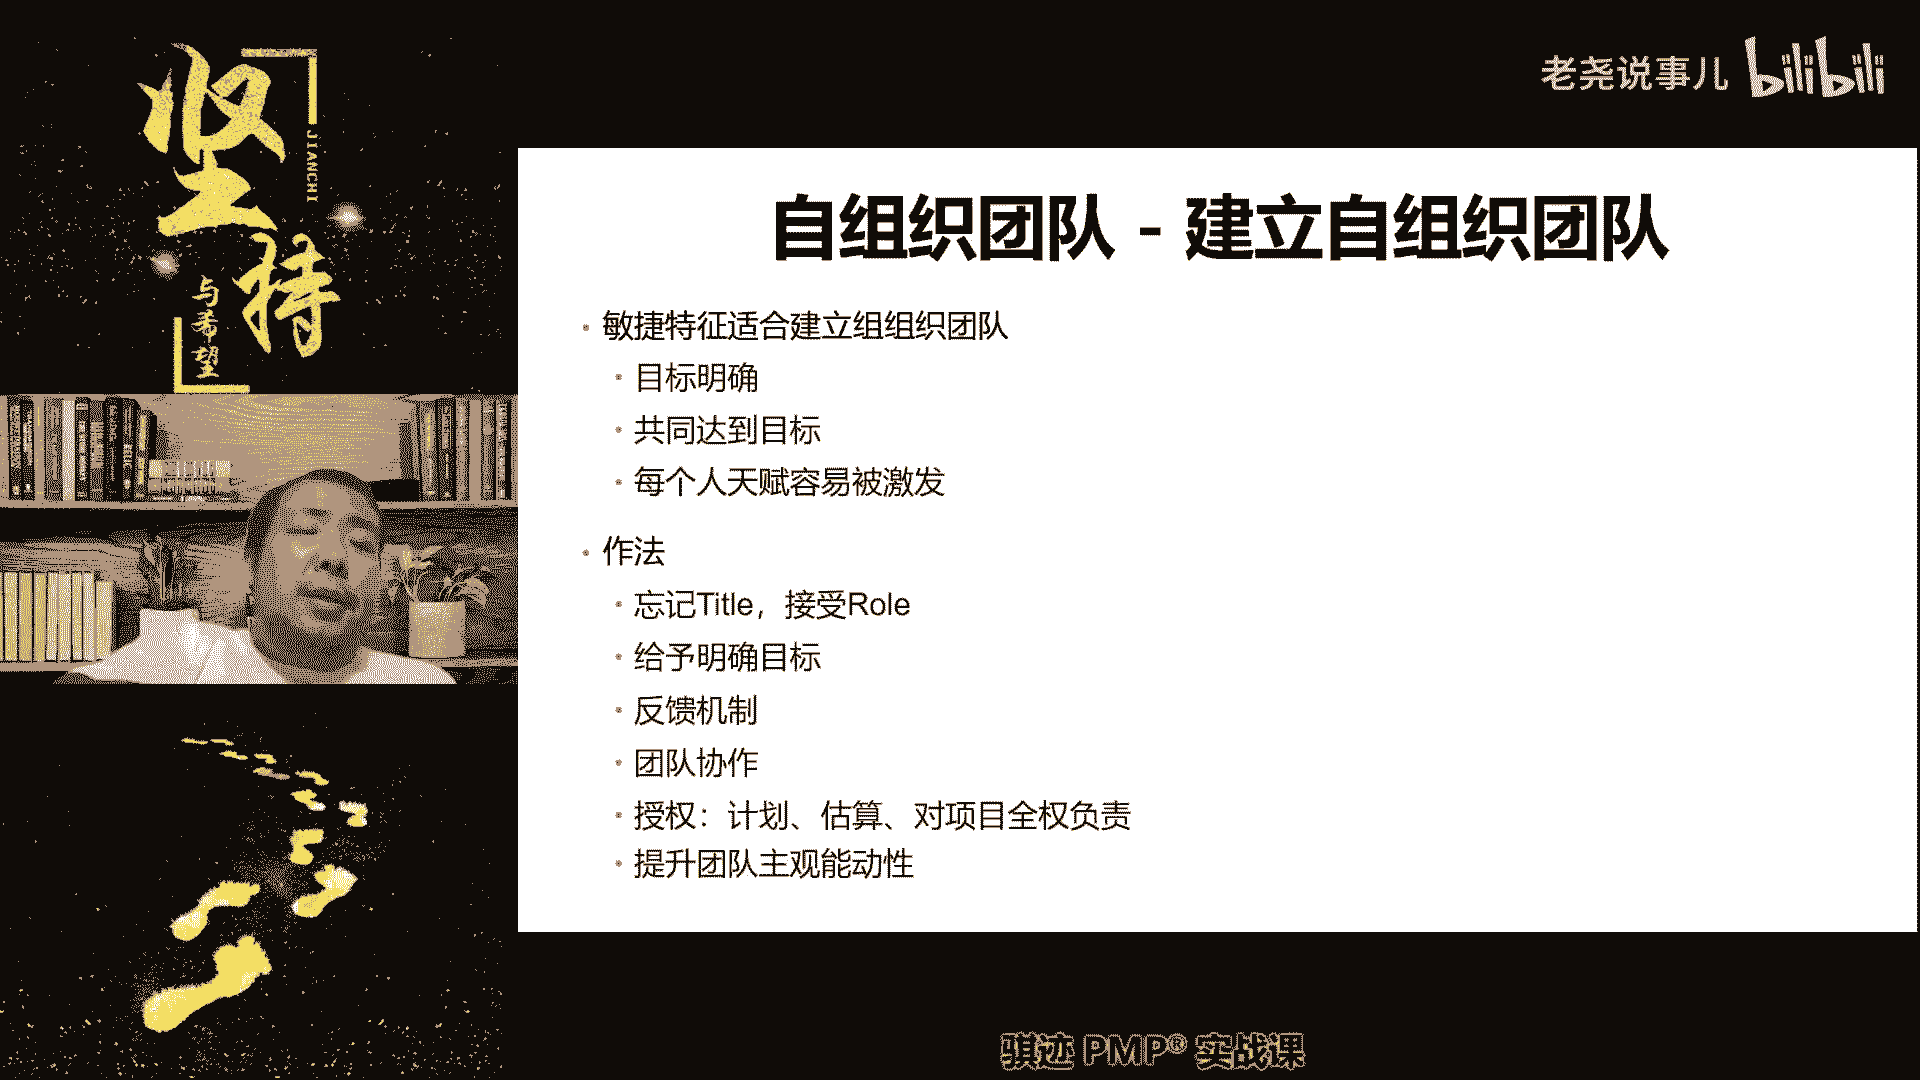 坚持
JIANCHI
与希望
老尧说事儿 bilibili
自组织团队 - 建立自组织团队
敏捷特征适合建立组组织团队
目标明确
共同达到目标
每个人天赋容易被激发
作法
忘记Title，接受Role
给予明确目标
反馈机制
团队协作
授权：计划、估算、对项目全权负责
提升团队主观能动性
骐迹 PMP® 实战课